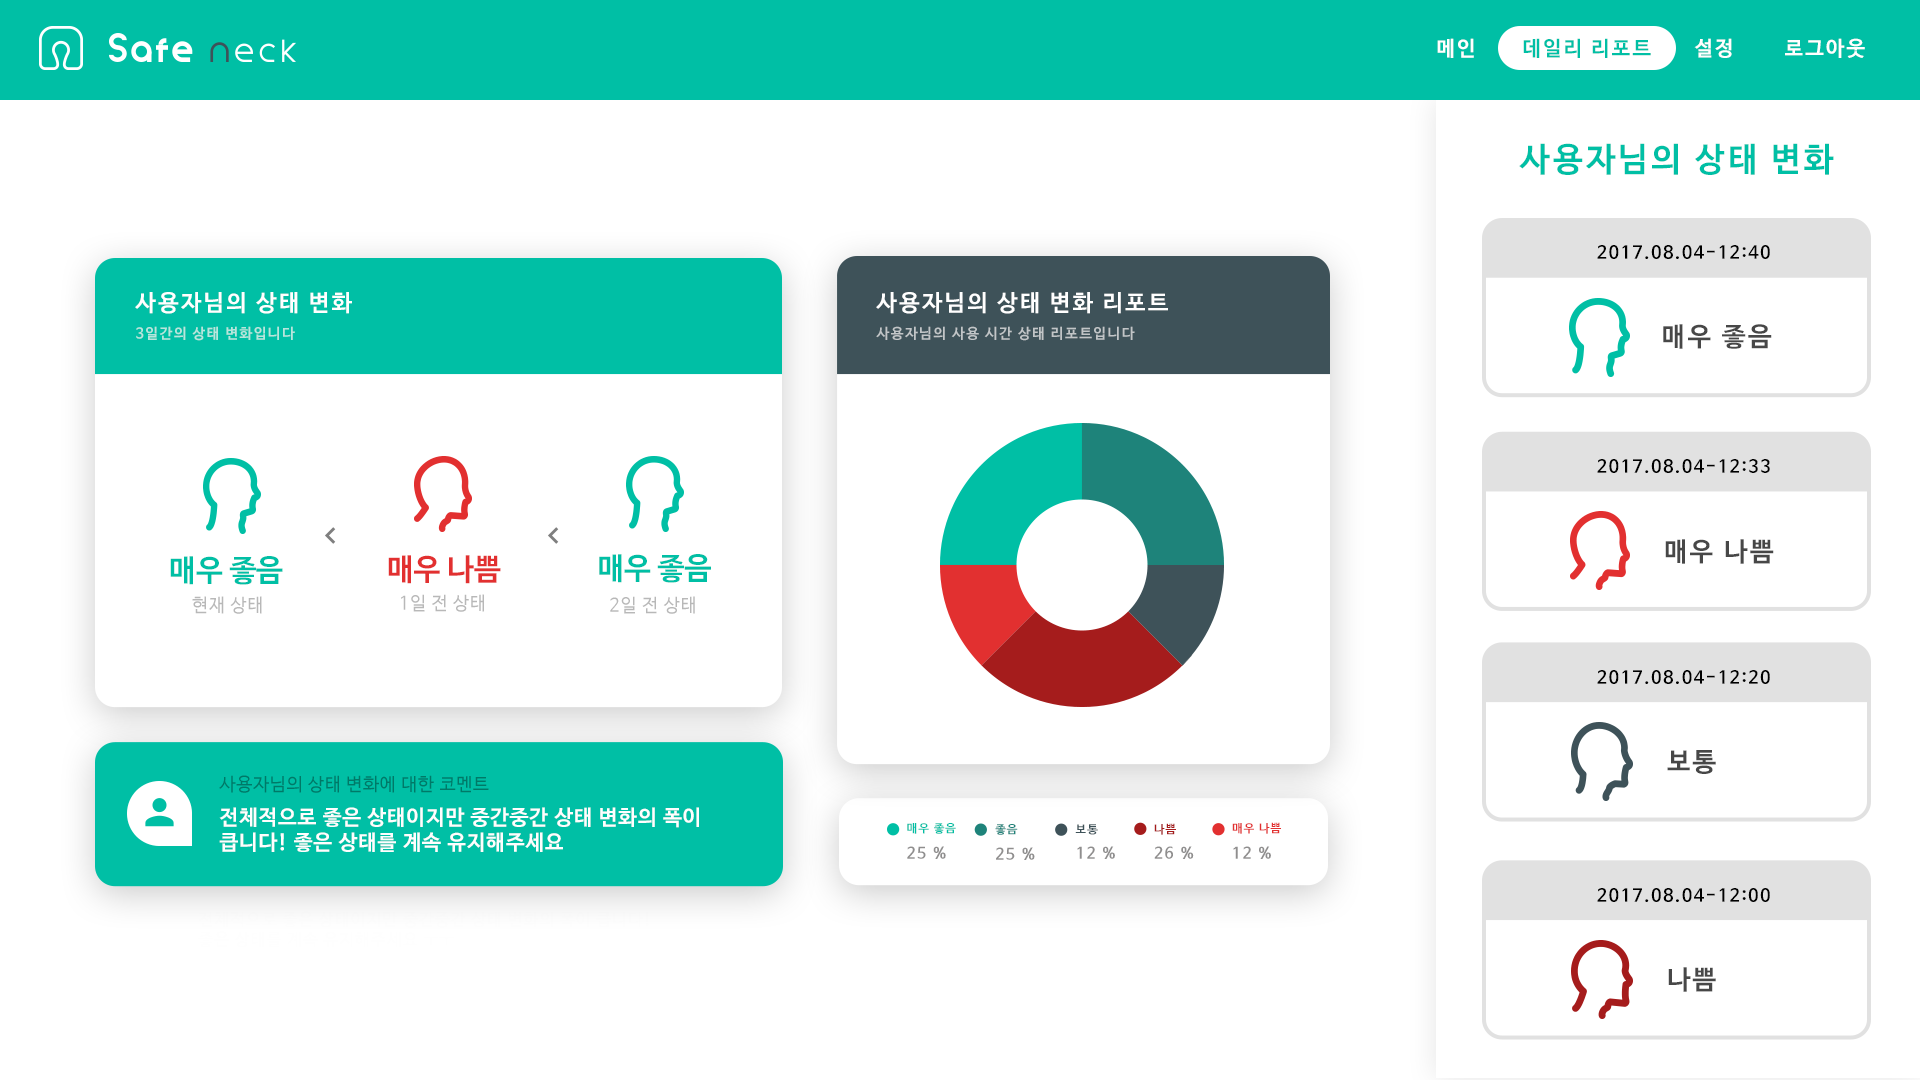 Safe neck
메인
데일리 리포트
설정
로그아웃
사용자님의 상태 변화
3일간의 상태 변화입니다
매우 좋음
현재 상태
매우 나쁨
1일 전 상태
매우 좋음
2일 전 상태
사용자님의 상태 변화에 대한 코멘트
전체적으로 좋은 상태이지만 중간중간 상태 변화의 폭이
큽니다! 좋은 상태를 계속 유지해주세요
사용자님의 상태 변화 리포트
사용자님의 사용 시간 상태 리포트입니다
매우 좋음
25 %
좋음
25 %
보통
12 %
나쁨
26 %
매우 나쁨
12 %
사용자님의 상태 변화
2017.08.04-12:40
매우 좋음
2017.08.04-12:33
매우 나쁨
2017.08.04-12:20
보통
2017.08.04-12:00
나쁨